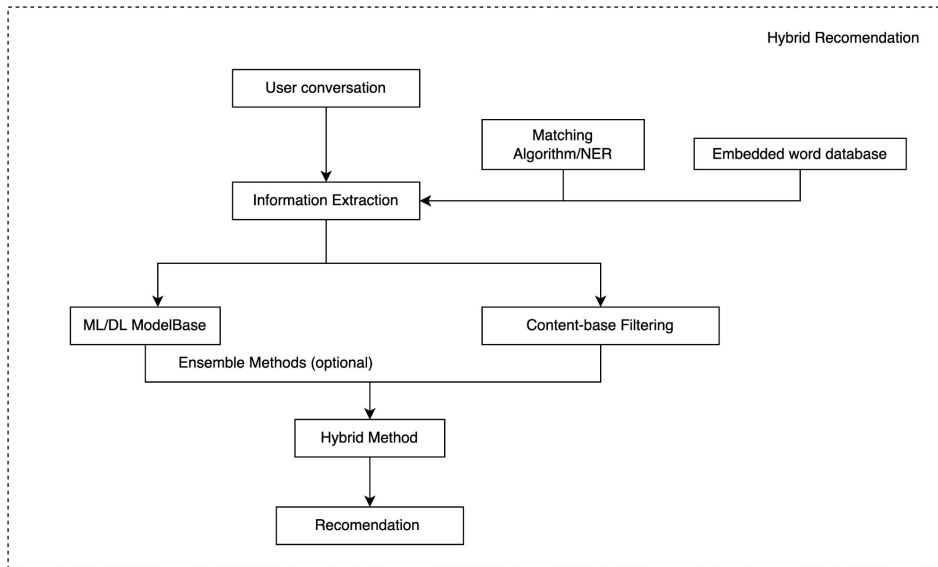 Hybrid Recomendation
User conversation
Matching
Algorithm/NER
Embedded word database
Information Extraction
ML/DL ModelBase
Content-base Filtering
Ensemble Methods (optional)
Hybrid Method
Recomendation